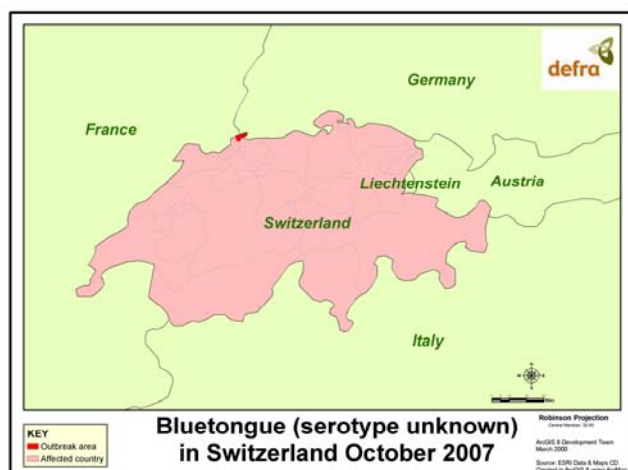 defra
Germany
France
Liechtenstein
Austria
Switzerland
Italy
Bluetongue (serotype unknown)
in Switzerland October 2007
KEY
Outbreak area
Affected country
Robinson Projection
ArcGIS 9 Development Team
March 2000
Source: ESRI Data & Maps CD